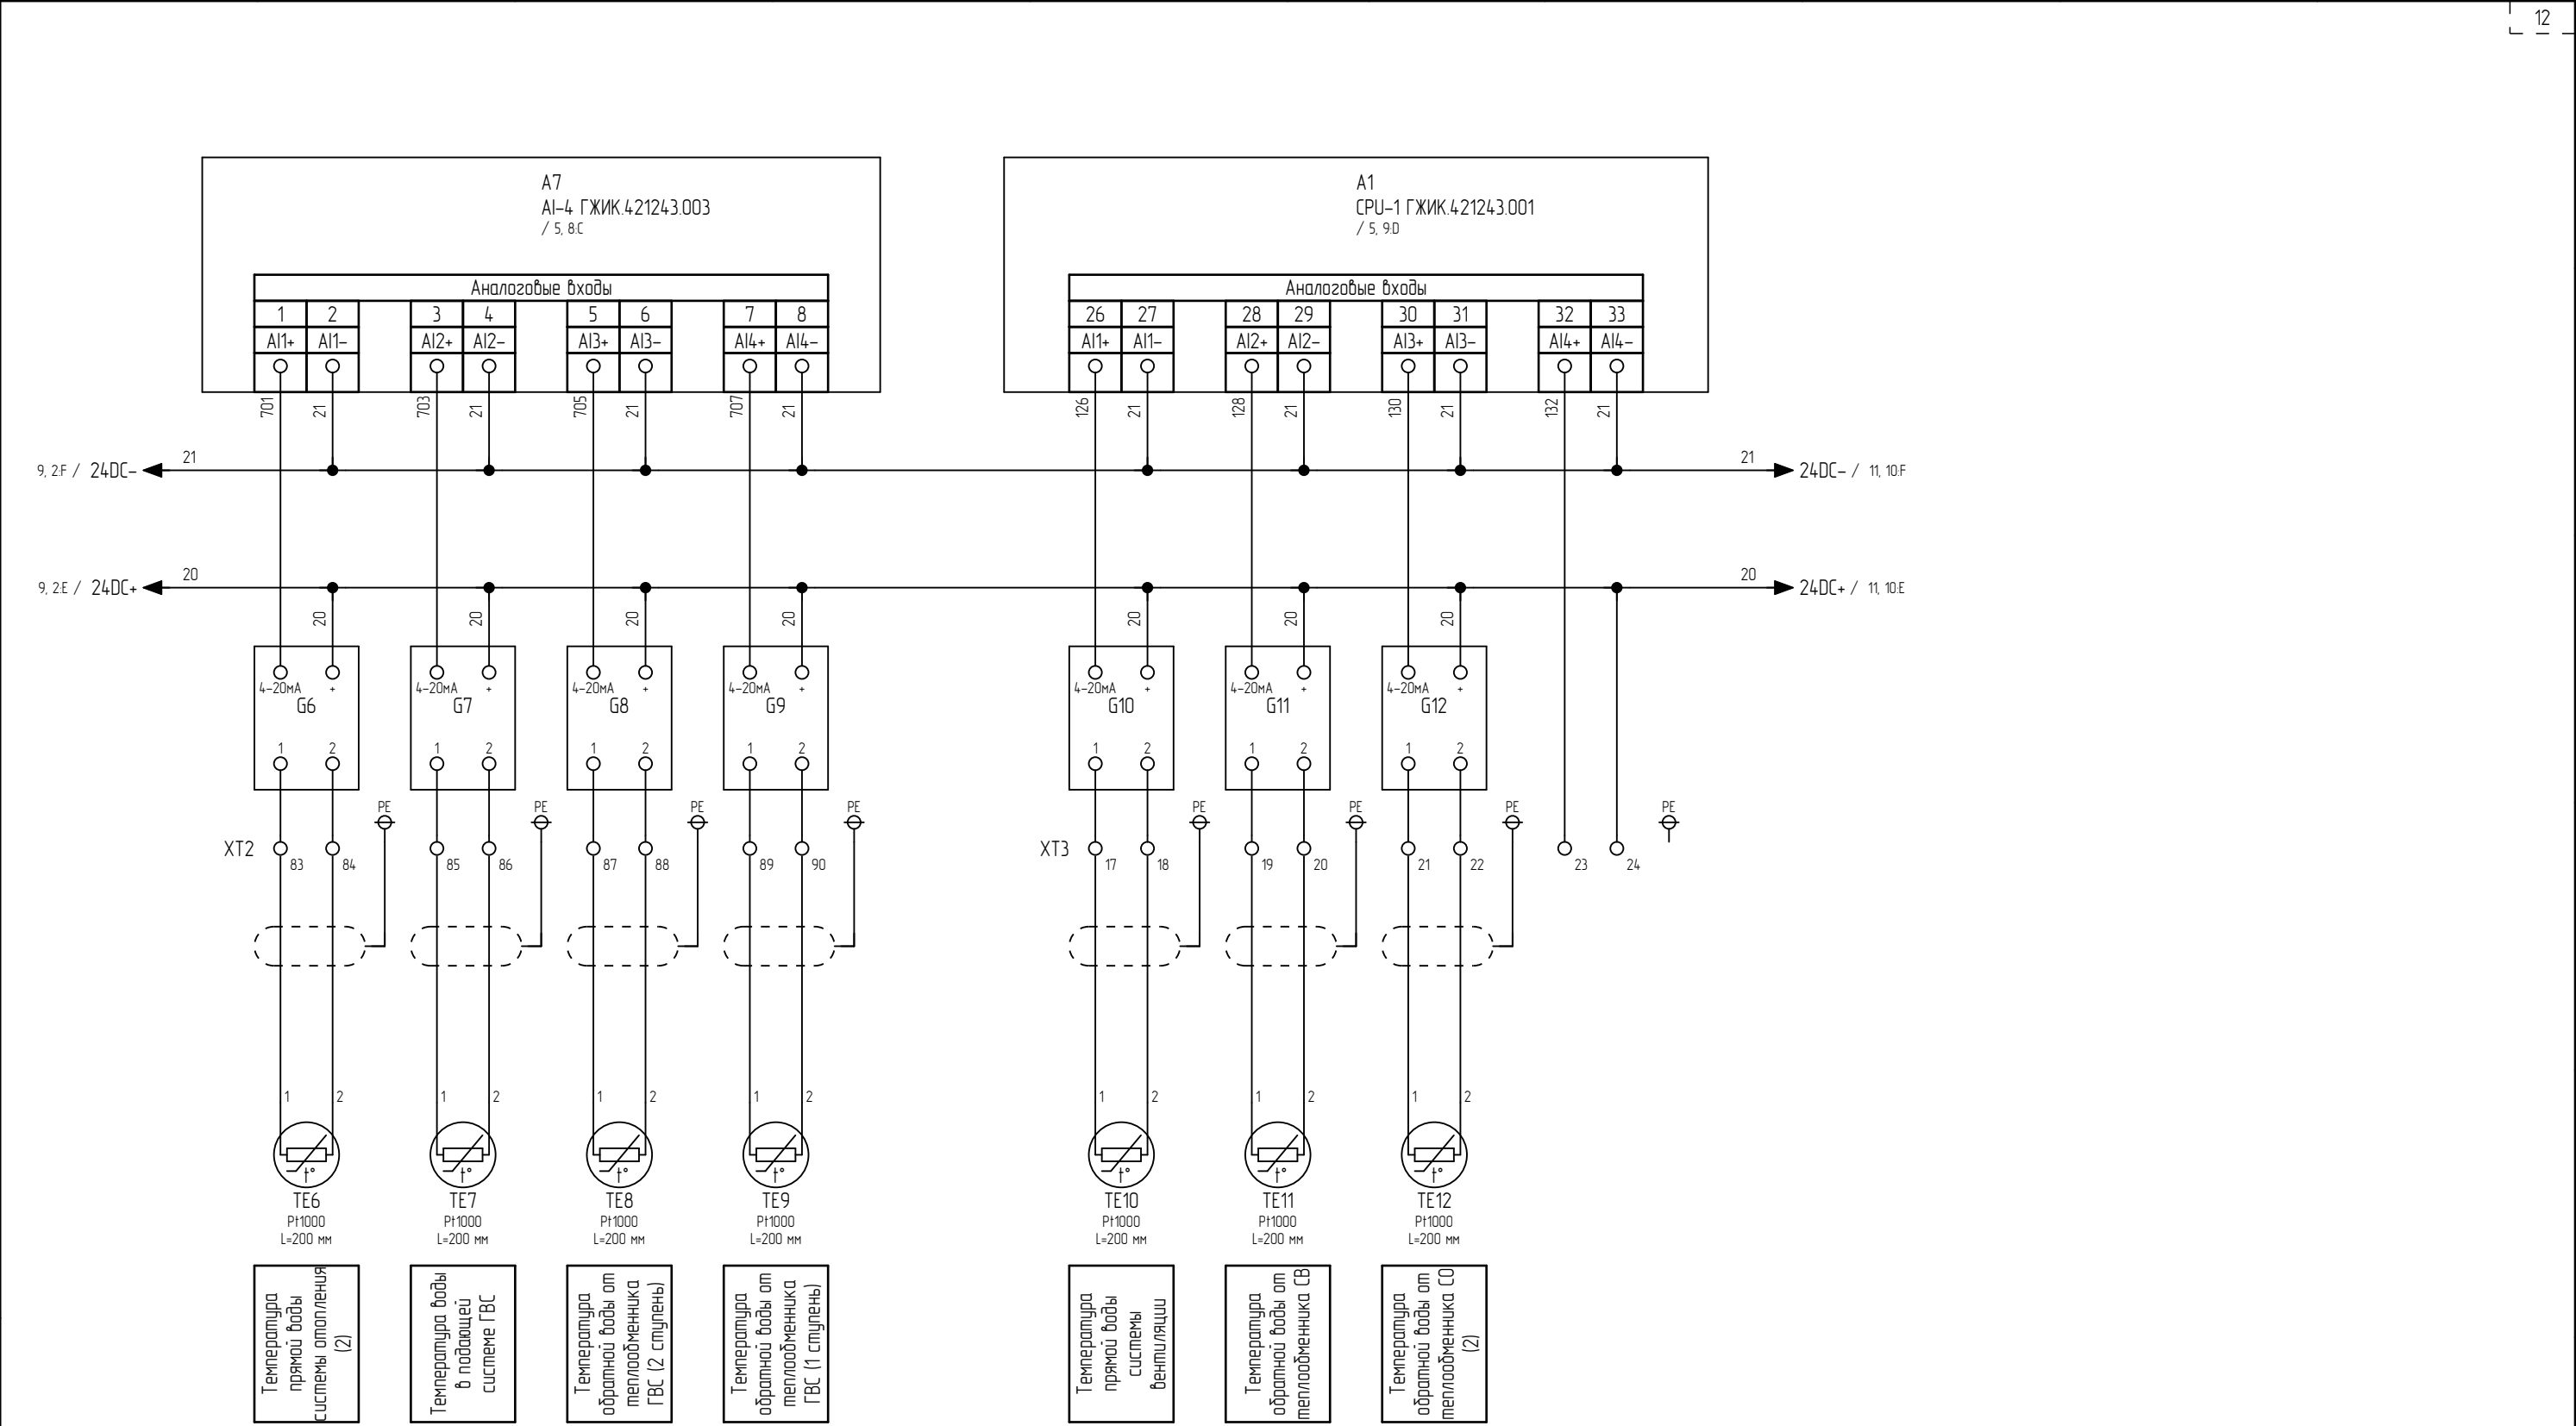 12
А7
AI-4 ГЖИК.421243.003
/ 5, 8:C
А1
CPU-1 ГЖИК.421243.001
/ 5, 9:D
Аналоговые входы
Аналоговые входы
1 2 3 4 5 6 7 8
26 27 28 29 30 31 32 33
AI1+ AI1- AI2+ AI2- AI3+ AI3- AI4+ AI4-
AI1+ AI1- AI2+ AI2- AI3+ AI3- AI4+ AI4-
701 21 703 21 705 21 707 21
126 21 128 21 130 21 132 21
9, 2:F / 24DC- 21
21 24DC- / 11, 10:F
9, 2:E / 24DC+ 20
20 24DC+ / 11, 10:E
20 20 20 20 20 20 20
4-20мА + 4-20мА + 4-20мА + 4-20мА +
4-20мА + 4-20мА + 4-20мА +
G6 G7 G8 G9 G10 G11 G12
1 2 1 2 1 2 1 2 1 2 1 2 1 2
PE PE PE PE PE PE PE PE
XT2 83 84 85 86 87 88 89 90
XT3 17 18 19 20 21 22 23 24
1 2 1 2 1 2 1 2 1 2 1 2 1 2
t° t° t° t° t° t° t°
TE6 TE7 TE8 TE9 TE10 TE11 TE12
Pt1000 Pt1000 Pt1000 Pt1000 Pt1000 Pt1000 Pt1000
L=200 мм L=200 мм L=200 мм L=200 мм L=200 мм L=200 мм L=200 мм
Температура
прямой воды
системы отопления
(2)
Температура воды
в подающей
системе ГВС
Температура
обратной воды от
теплообменника
ГВС (2 ступень)
Температура
обратной воды от
теплообменника
ГВС (1 ступень)
Температура
прямой воды
системы
вентиляции
Температура
обратной воды от
теплообменника СВ
Температура
обратной воды от
теплообменника СО
(2)